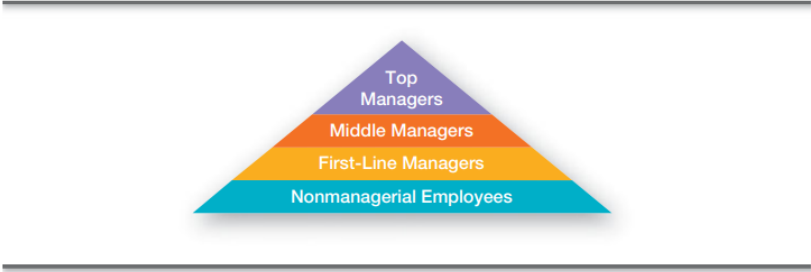 Top
Managers
Middle Managers
First-Line Managers
Nonmanagerial Employees